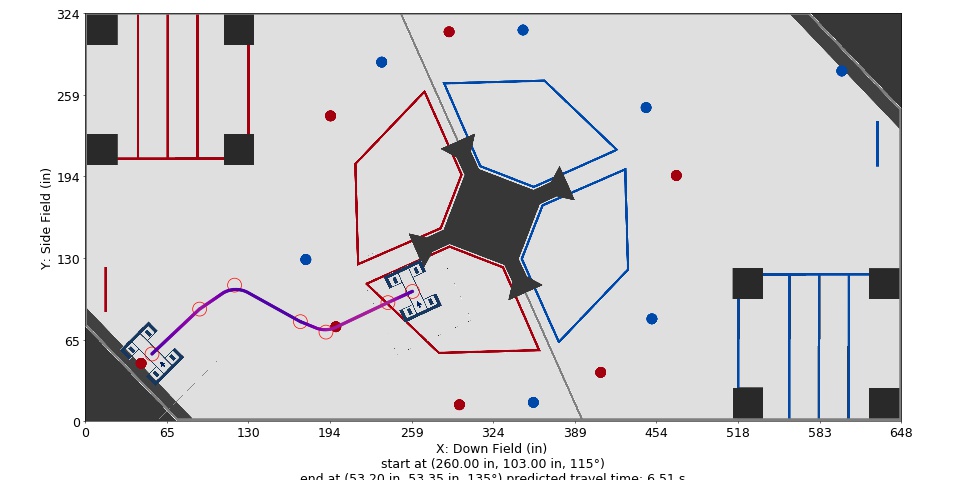 324
259
194
130
65
0
Y: Side Field (in)
0 65 130 194 259 324 389 454 518 583 648
X: Down Field (in)
start at (260.00 in, 103.00 in, 115°)
end at (53.20 in, 53.35 in, 135°) predicted travel time: 6.51 s